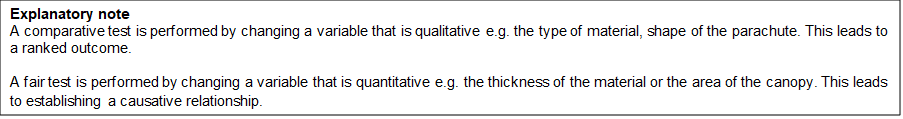 Explanatory note
A comparative test is performed by changing a variable that is qualitative e.g. the type of material, shape of the parachute. This leads to
a ranked outcome.
A fair test is performed by changing a variable that is quantitative e.g. the thickness of the material or the area of the canopy. This leads
to establishing a causative relationship.